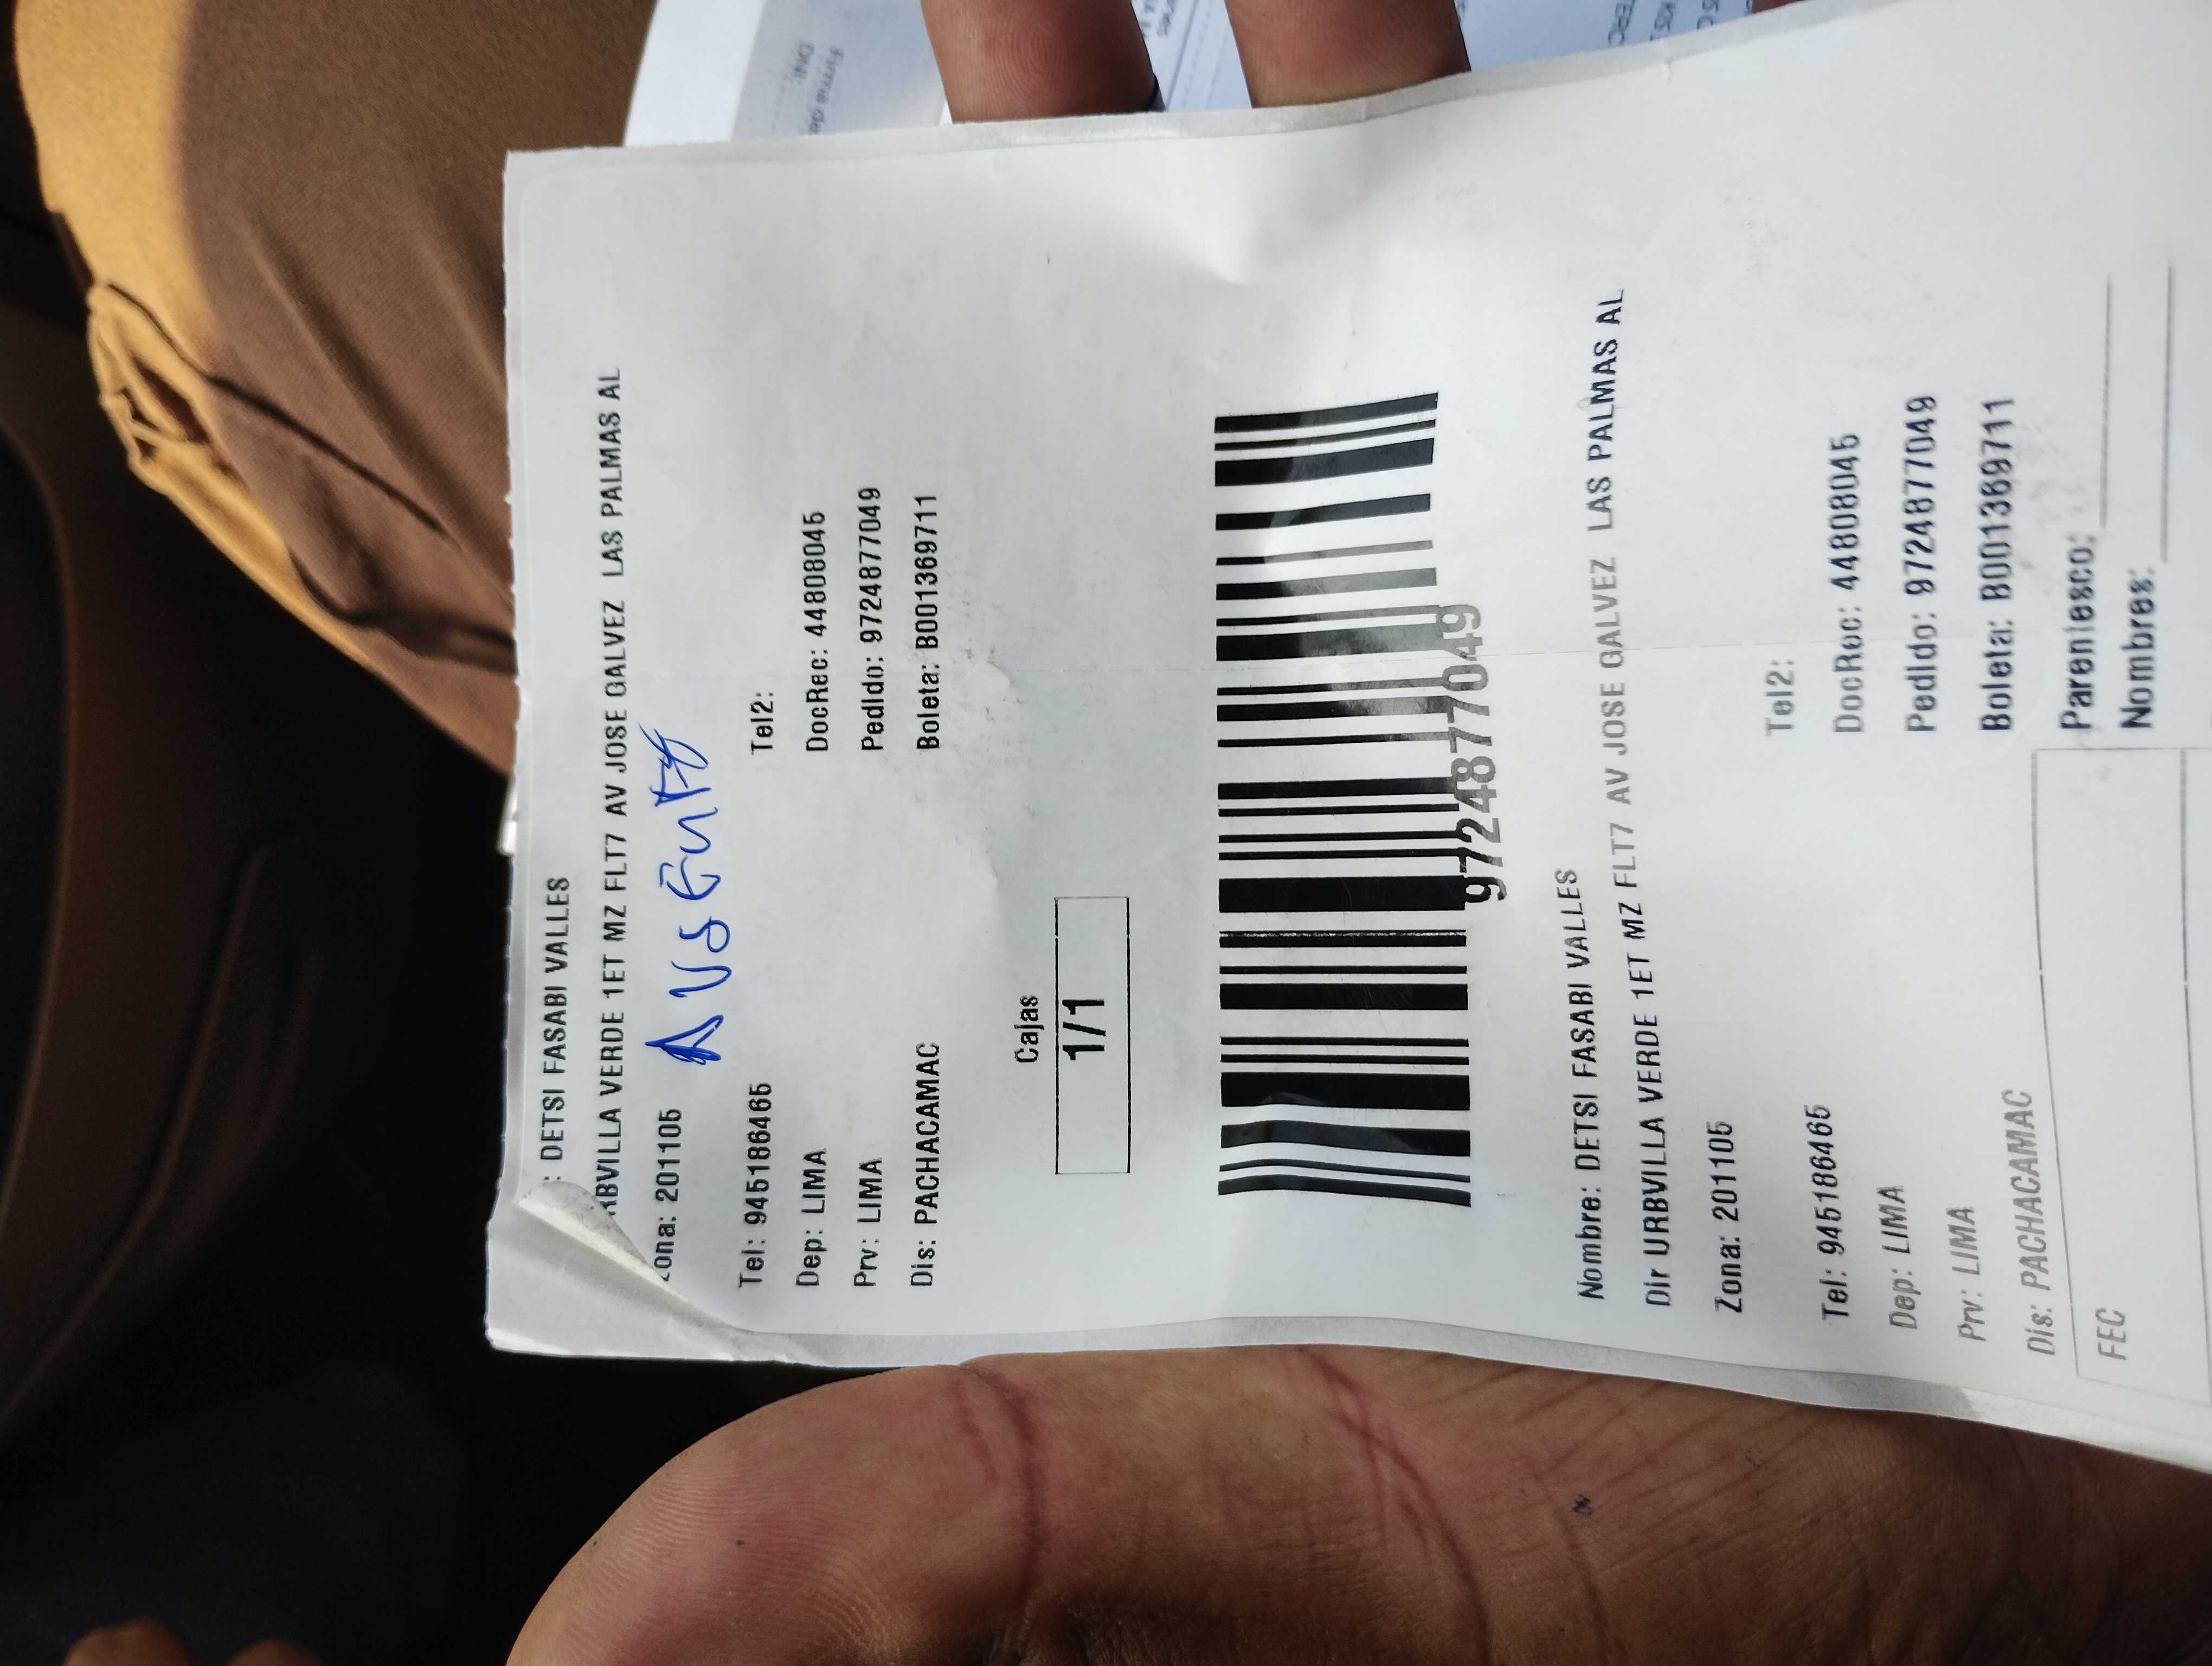 : DETSI FASABI VALLES
RBVILLA VERDE 1ET MZ FLT7 AV JOSE GALVEZ LAS PALMAS AL
Zona: 201105
AUSENTE
Tel: 945186465 Tel2:
Dep: LIMA DocRec: 44808045
Prv: LIMA Pedido: 9724877049
Dis: PACHACAMAC Boleta: B001369711
Cajas
1/1
9724877049
Nombre: DETSI FASABI VALLES
Dir URBVILLA VERDE 1ET MZ FLT7 AV JOSE GALVEZ LAS PALMAS AL
Zona: 201105
Tel: 945186465 Tel2:
Dep: LIMA DocRec: 44808045
Prv: LIMA Pedido: 9724877049
Dis: PACHACAMAC Boleta: B001369711
FEC
Parentesco:
Nombres:
Firma de
DNI: